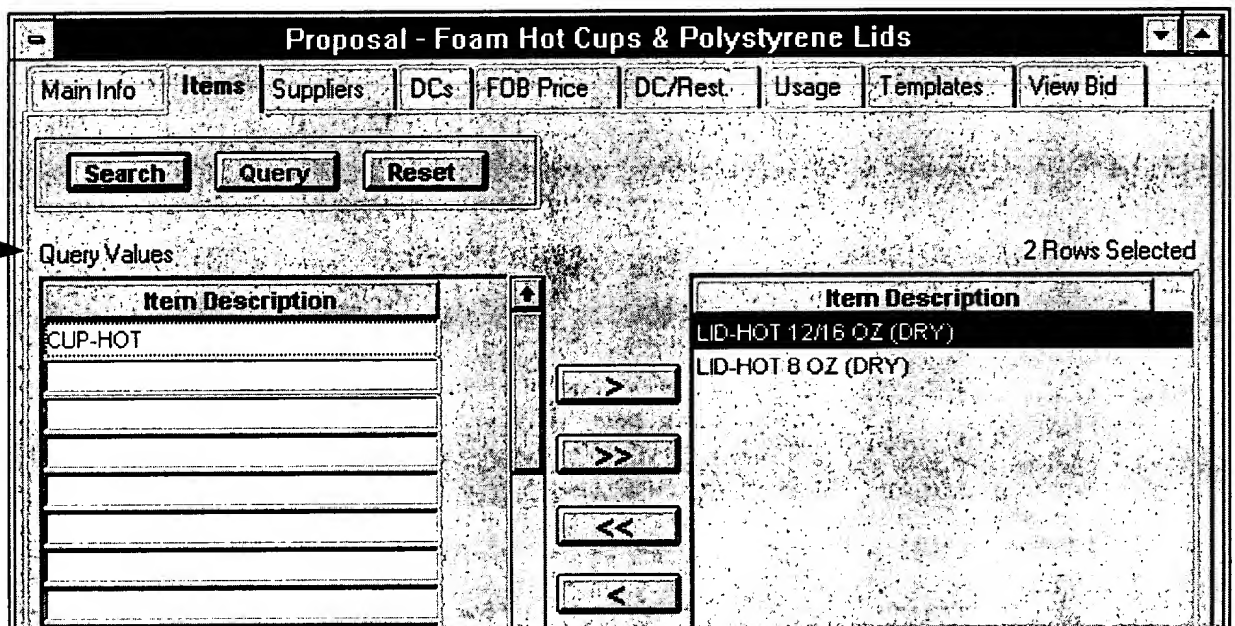 Proposal - Foam Hot Cups & Polystyrene Lids
Main Info Items Suppliers DCs FOB Price DC/Rest. Usage Templates View Bid
Search Query Reset
Query Values 2 Rows Selected
Item Description Item Description
CUP-HOT LID-HOT 12/16 OZ (DRY)
LID-HOT 8 OZ (DRY)
>
>>
<<
<